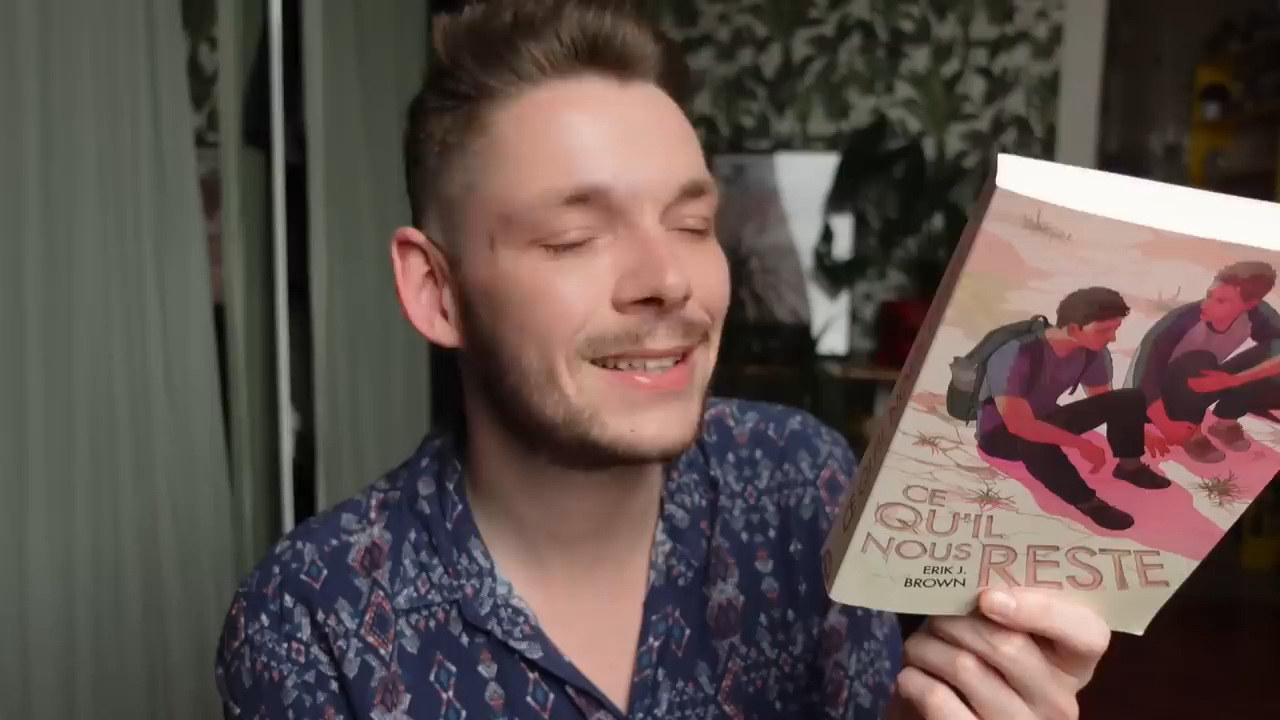 CE
QU'IL
NOUS RESTE
ERIK J.
BROWN